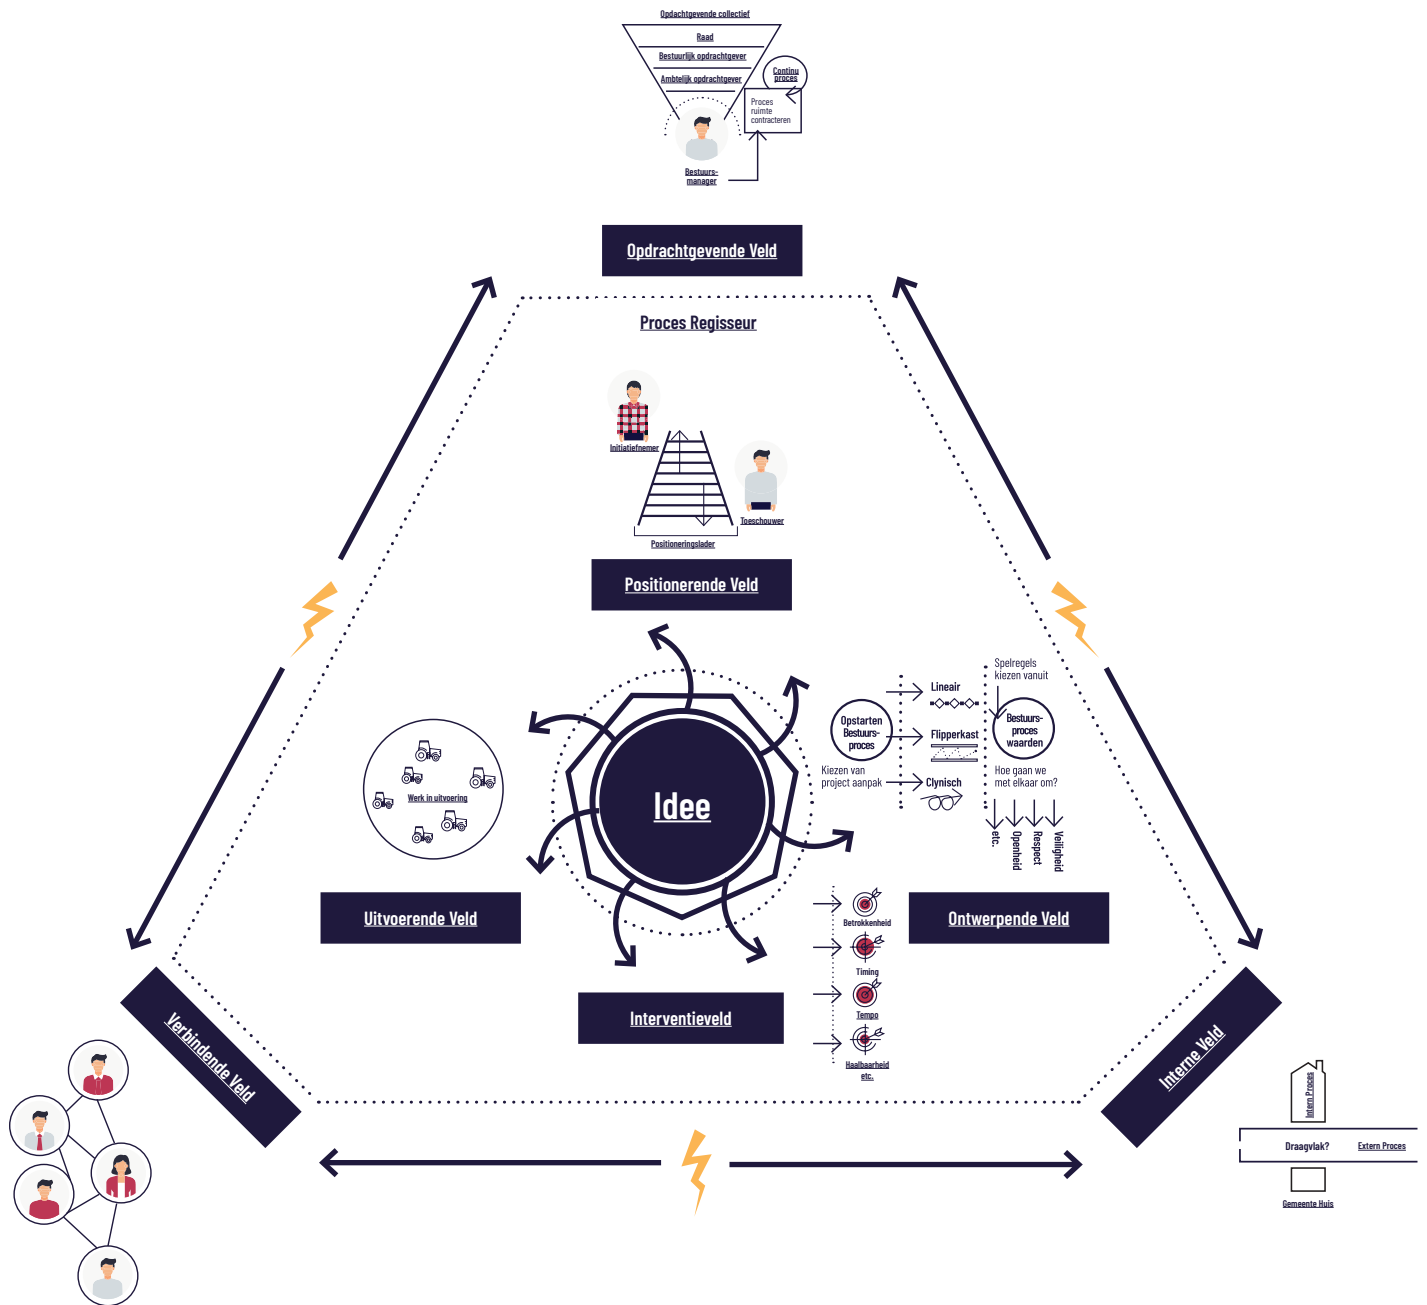 Opdachtgevende collectief
Raad
Bestuurlijk opdrachtgever
Ambtelijk opdrachtgever
Continu
proces
Proces
ruimte
contracteren
Bestuurs-
manager
Opdrachtgevende Veld
Proces Regisseur
Initiatiefnemer
Toeschouwer
Positioneringslader
Positionerende Veld
Spelregels
kiezen vanuit
Opstarten
Bestuurs-
proces
Kiezen van
project aanpak
Lineair
Flipperkast
Clynisch
Bestuurs-
proces
waarden
Hoe gaan we
met elkaar om?
etc.
Openheid
Respect
Veiligheid
Werk in uitvoering
Idee
Uitvoerende Veld
Ontwerpende Veld
Betrokkenheid
Timing
Tempo
Haalbaarheid
etc.
Interventieveld
Verbindende Veld
Interne Veld
Intern Proces
Draagvlak?
Extern Proces
Gemeente Huis